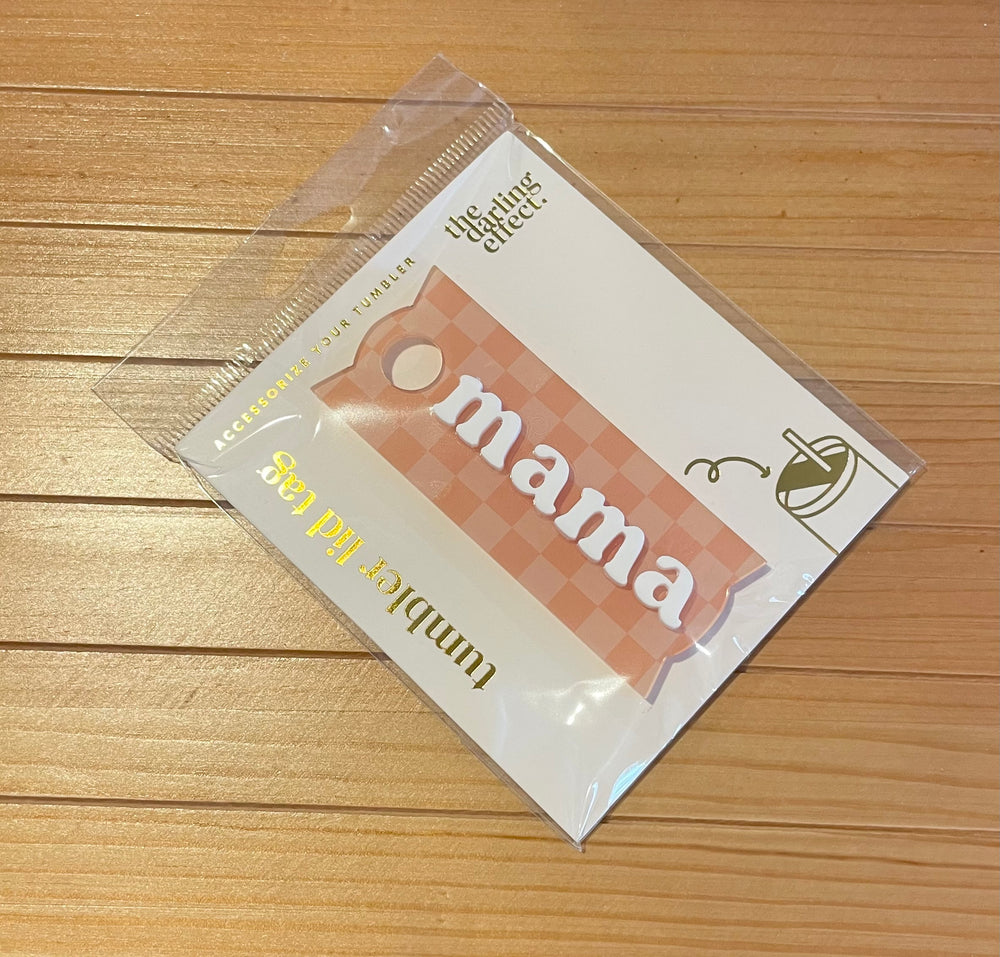 the
darling
effect.
ACCESSORIZE YOUR TUMBLER
mama
tumbler lid tag